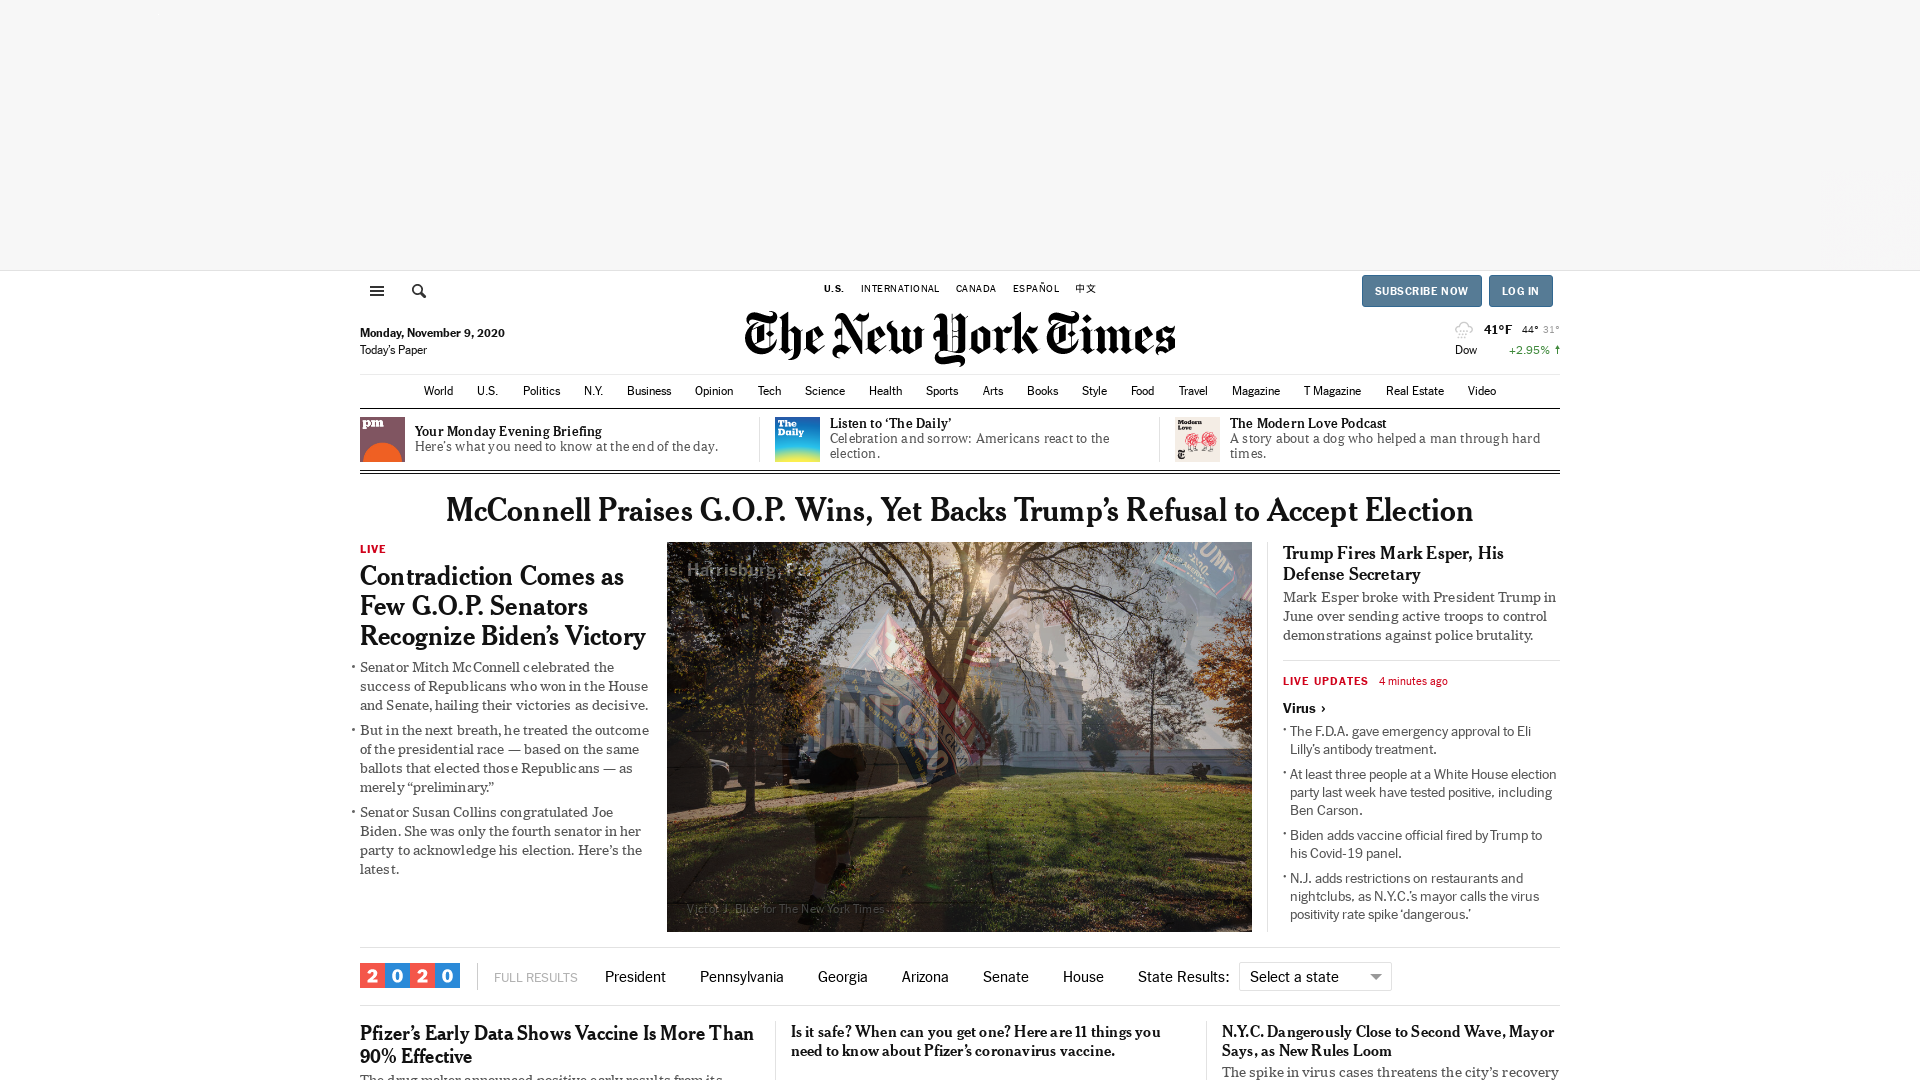 U.S. INTERNATIONAL CANADA ESPAÑOL 中文
SUBSCRIBE NOW LOG IN
Monday, November 9, 2020
Today's Paper
The New York Times
41°F 44° 31°
Dow +2.95% ↑
World U.S. Politics N.Y. Business Opinion Tech Science Health Sports Arts Books Style Food Travel Magazine T Magazine Real Estate Video
pm
Your Monday Evening Briefing
Here's what you need to know at the end of the day.
The
Daily
Listen to ‘The Daily’
Celebration and sorrow: Americans react to the
election.
Modern
Love
The Modern Love Podcast
A story about a dog who helped a man through hard
times.
McConnell Praises G.O.P. Wins, Yet Backs Trump’s Refusal to Accept Election
LIVE
Contradiction Comes as
Few G.O.P. Senators
Recognize Biden’s Victory
• Senator Mitch McConnell celebrated the
success of Republicans who won in the House
and Senate, hailing their victories as decisive.
• But in the next breath, he treated the outcome
of the presidential race — based on the same
ballots that elected those Republicans — as
merely “preliminary.”
• Senator Susan Collins congratulated Joe
Biden. She was only the fourth senator in her
party to acknowledge his election. Here’s the
latest.
Harrisburg, Pa.
TRUMP
2020
Victor J. Blue for The New York Times
Trump Fires Mark Esper, His
Defense Secretary
Mark Esper broke with President Trump in
June over sending active troops to control
demonstrations against police brutality.
LIVE UPDATES 4 minutes ago
Virus ›
• The F.D.A. gave emergency approval to Eli
Lilly’s antibody treatment.
• At least three people at a White House election
party last week have tested positive, including
Ben Carson.
• Biden adds vaccine official fired by Trump to
his Covid-19 panel.
• N.J. adds restrictions on restaurants and
nightclubs, as N.Y.C.’s mayor calls the virus
positivity rate spike ‘dangerous.’
2020 FULL RESULTS President Pennsylvania Georgia Arizona Senate House State Results: Select a state
Pfizer’s Early Data Shows Vaccine Is More Than
90% Effective
The drug maker announced positive early results from its
Is it safe? When can you get one? Here are 11 things you
need to know about Pfizer’s coronavirus vaccine.
N.Y.C. Dangerously Close to Second Wave, Mayor
Says, as New Rules Loom
The spike in virus cases threatens the city’s recovery